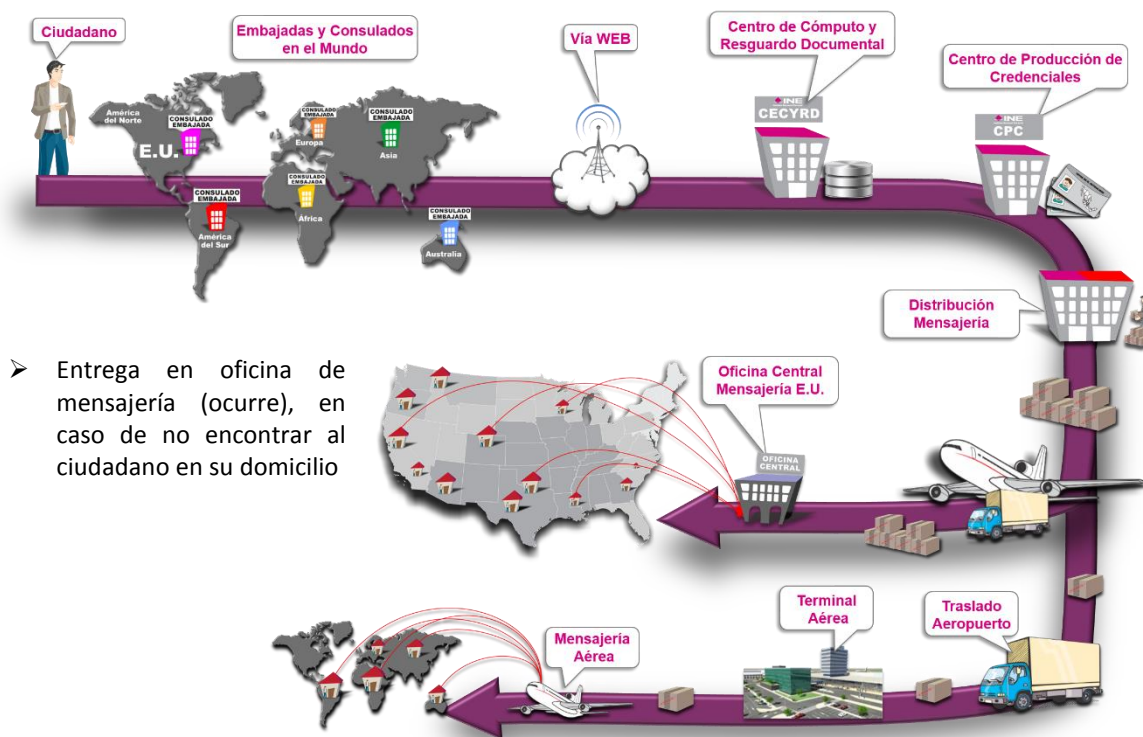 Ciudadano
Embajadas y Consulados
en el Mundo
Vía WEB
Centro de Cómputo y
Resguardo Documental
Centro de Producción de
Credenciales
América
del Norte
E.U.
CONSULADO
EMBAJADA
CONSULADO
EMBAJADA
Europa
CONSULADO
EMBAJADA
Asia
CONSULADO
EMBAJADA
América
del Sur
CONSULADO
EMBAJADA
África
CONSULADO
EMBAJADA
Australia
INE
CECYRD
INE
CPC
Distribución
Mensajería
➢ Entrega en oficina de
mensajería (ocurre), en
caso de no encontrar al
ciudadano en su domicilio
Oficina Central
Mensajería E.U.
OFICINA
CENTRAL
Mensajería
Aérea
Terminal
Aérea
Traslado
Aeropuerto